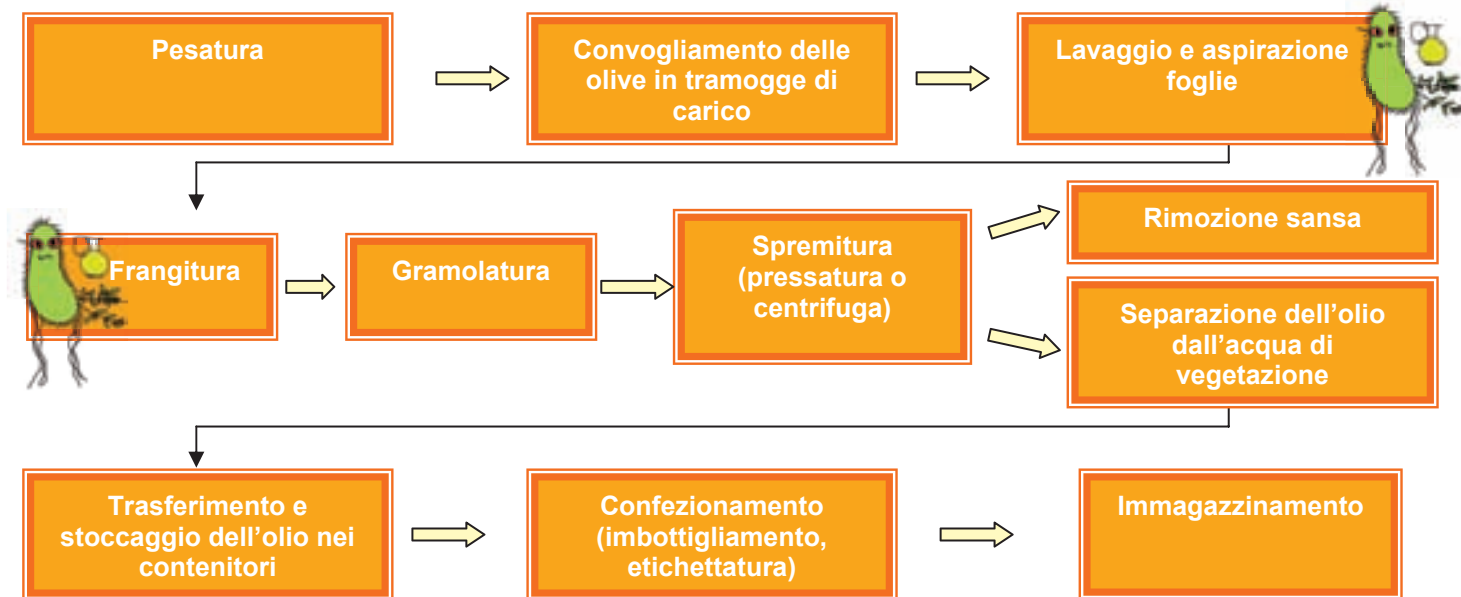 Pesatura
Convogliamento delle
olive in tramogge di
carico
Lavaggio e aspirazione
foglie
Frangitura
Gramolatura
Spremitura
(pressatura o
centrifuga)
Rimozione sansa
Separazione dell’olio
dall’acqua di
vegetazione
Trasferimento e
stoccaggio dell’olio nei
contenitori
Confezionamento
(imbottigliamento,
etichettatura)
Immagazzinamento